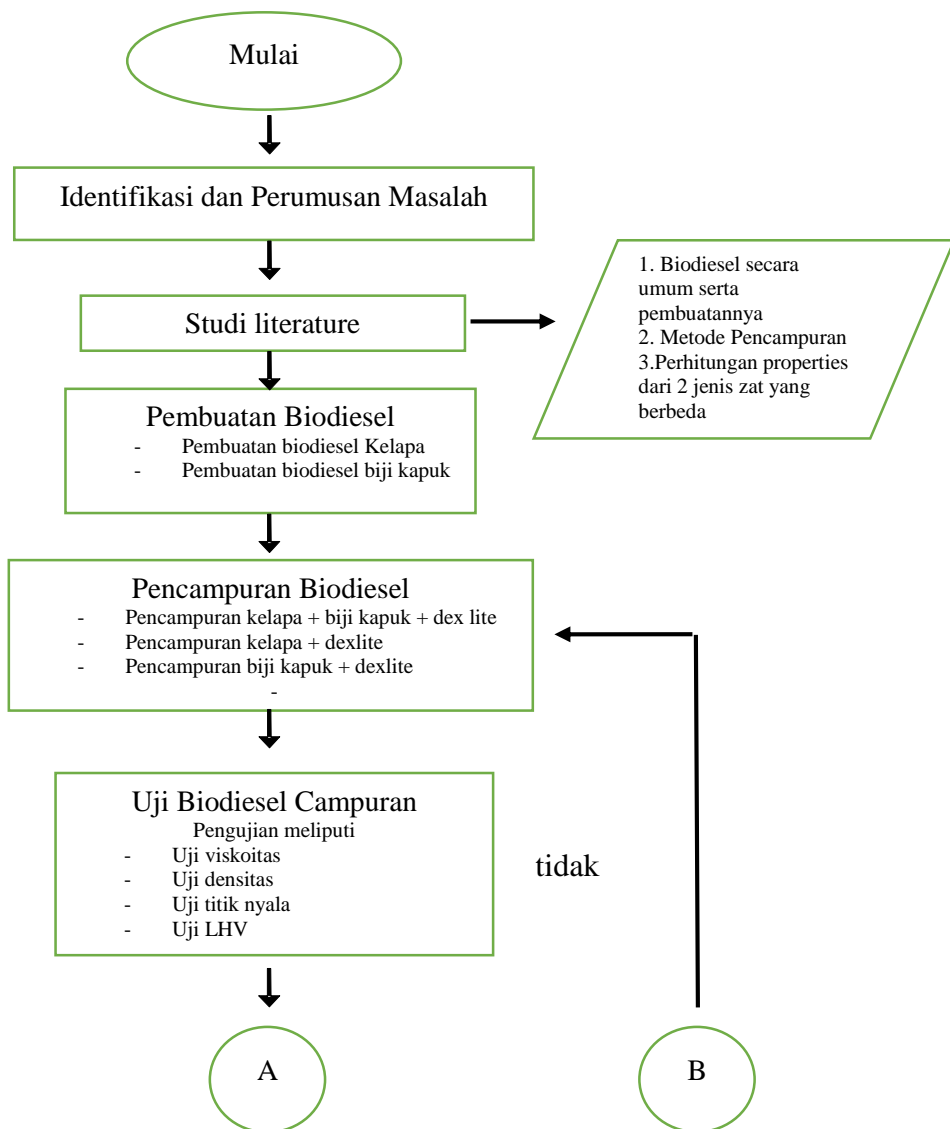 Mulai
Identifikasi dan Perumusan Masalah
Studi literature
1. Biodiesel secara
umum serta
pembuatannya
2. Metode Pencampuran
3.Perhitungan properties
dari 2 jenis zat yang
berbeda
Pembuatan Biodiesel
- Pembuatan biodiesel Kelapa
- Pembuatan biodiesel biji kapuk
Pencampuran Biodiesel
- Pencampuran kelapa + biji kapuk + dex lite
- Pencampuran kelapa + dexlite
- Pencampuran biji kapuk + dexlite
-
Uji Biodiesel Campuran
Pengujian meliputi
- Uji viskoitas
- Uji densitas
- Uji titik nyala
- Uji LHV
tidak
A
B